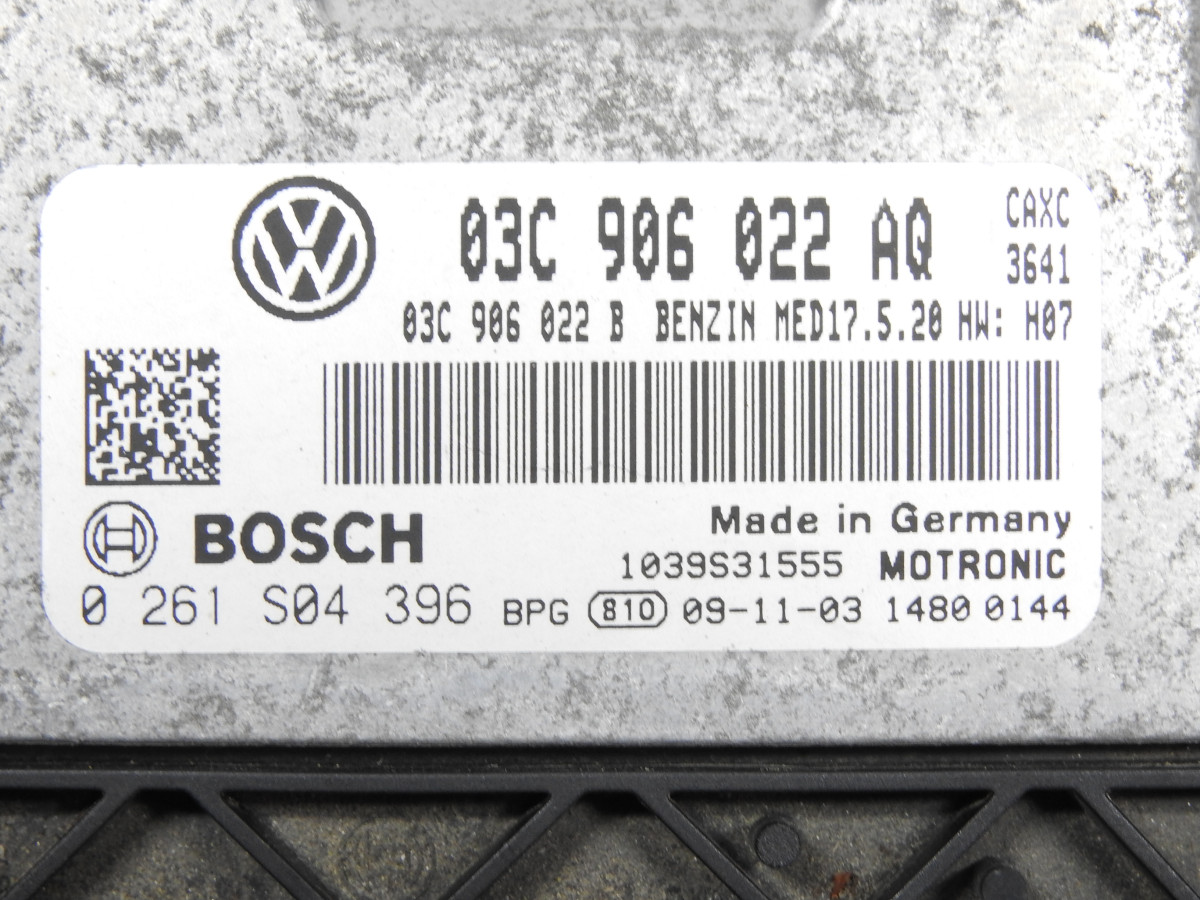 03C 906 022 AQ
CAXC
3641
03C 906 022 B BENZIN MED17.5.20 HW: H07
BOSCH
Made in Germany
1039S31555 MOTRONIC
0 261 S04 396 BPG 810 09-11-03 1480 0144